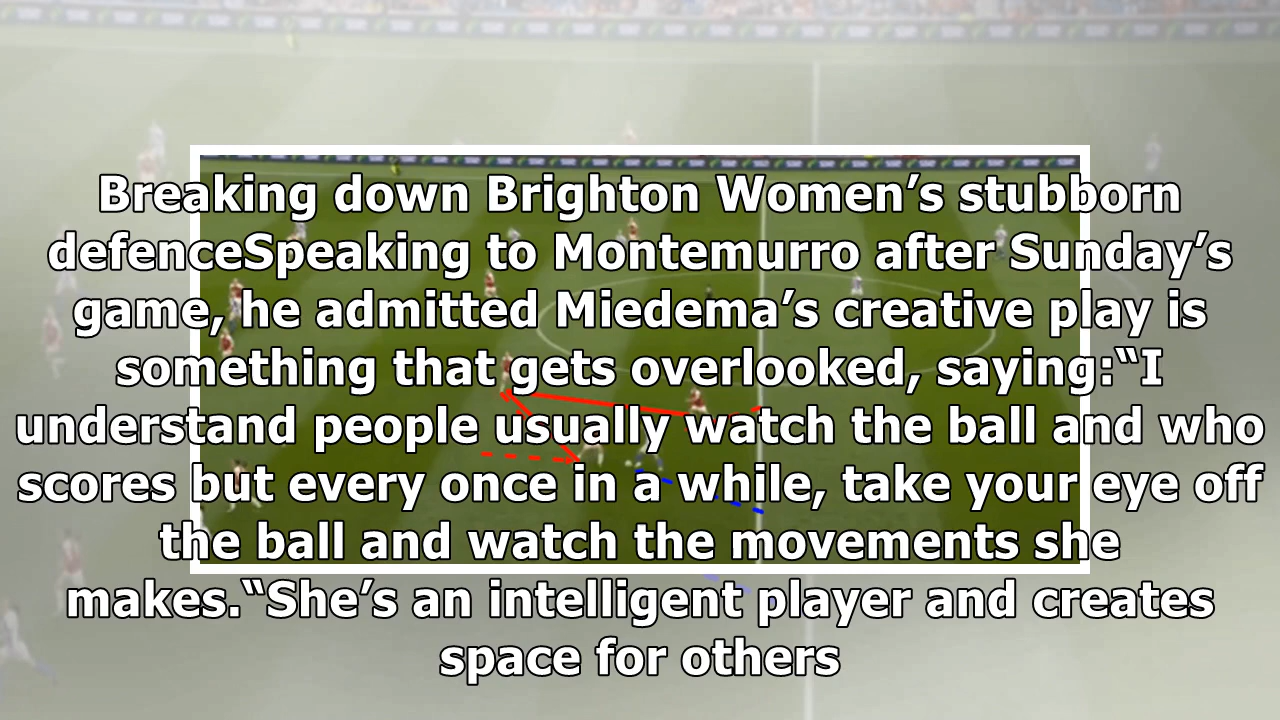 Breaking down Brighton Women’s stubborn
defenceSpeaking to Montemurro after Sunday’s
game, he admitted Miedema’s creative play is
something that gets overlooked, saying:“I
understand people usually watch the ball and who
scores but every once in a while, take your eye off
the ball and watch the movements she
makes.“She’s an intelligent player and creates
space for others